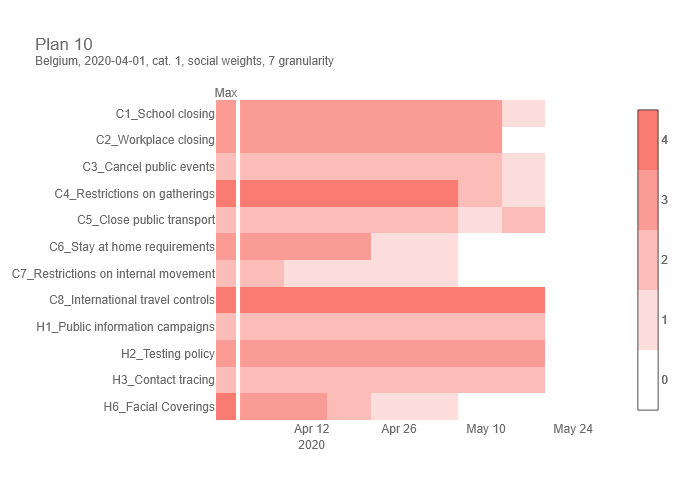 Plan 10
Belgium, 2020-04-01, cat. 1, social weights, 7 granularity
Max
C1_School closing
C2_Workplace closing
C3_Cancel public events
C4_Restrictions on gatherings
C5_Close public transport
C6_Stay at home requirements
C7_Restrictions on internal movement
C8_International travel controls
H1_Public information campaigns
H2_Testing policy
H3_Contact tracing
H6_Facial Coverings
Apr 12 Apr 26 May 10 May 24
2020
4
3
2
1
0